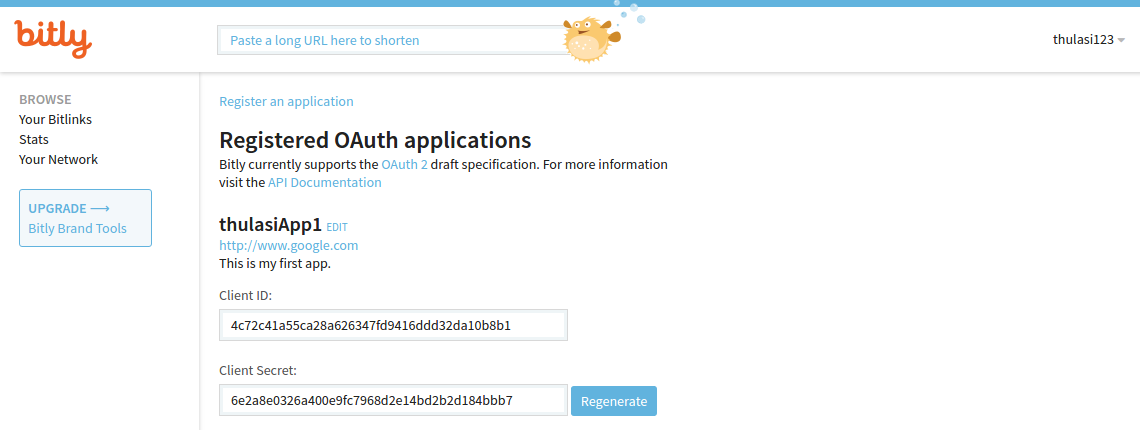 bitly
Paste a long URL here to shorten
thulasi123
BROWSE
Your Bitlinks
Stats
Your Network
UPGRADE ⟶
Bitly Brand Tools
Register an application
Registered OAuth applications
Bitly currently supports the OAuth 2 draft specification. For more information
visit the API Documentation
thulasiApp1 EDIT
http://www.google.com
This is my first app.
Client ID:
4c72c41a55ca28a626347fd9416ddd32da10b8b1
Client Secret:
6e2a8e0326a400e9fc7968d2e14bd2b2d184bbb7
Regenerate